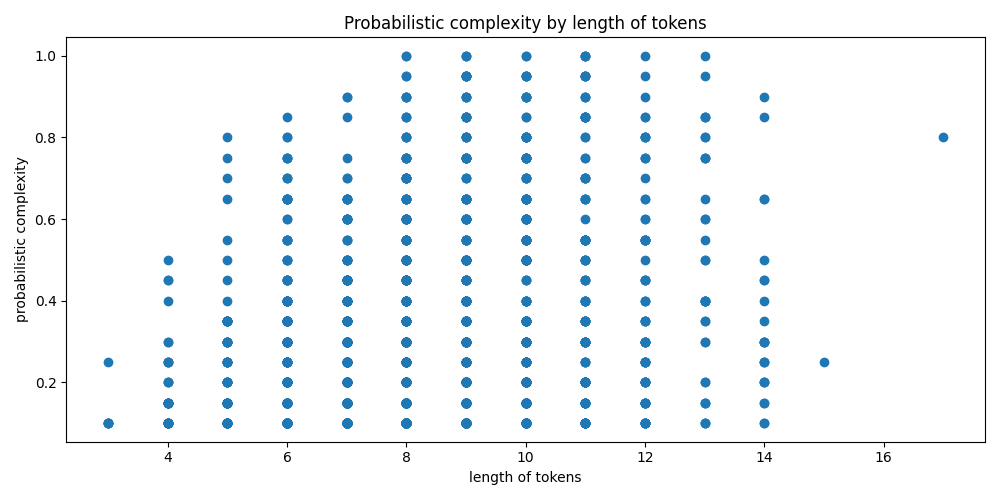 Probabilistic complexity by length of tokens
probabilistic complexity
1.0
0.8
0.6
0.4
0.2
4 6 8 10 12 14 16
length of tokens